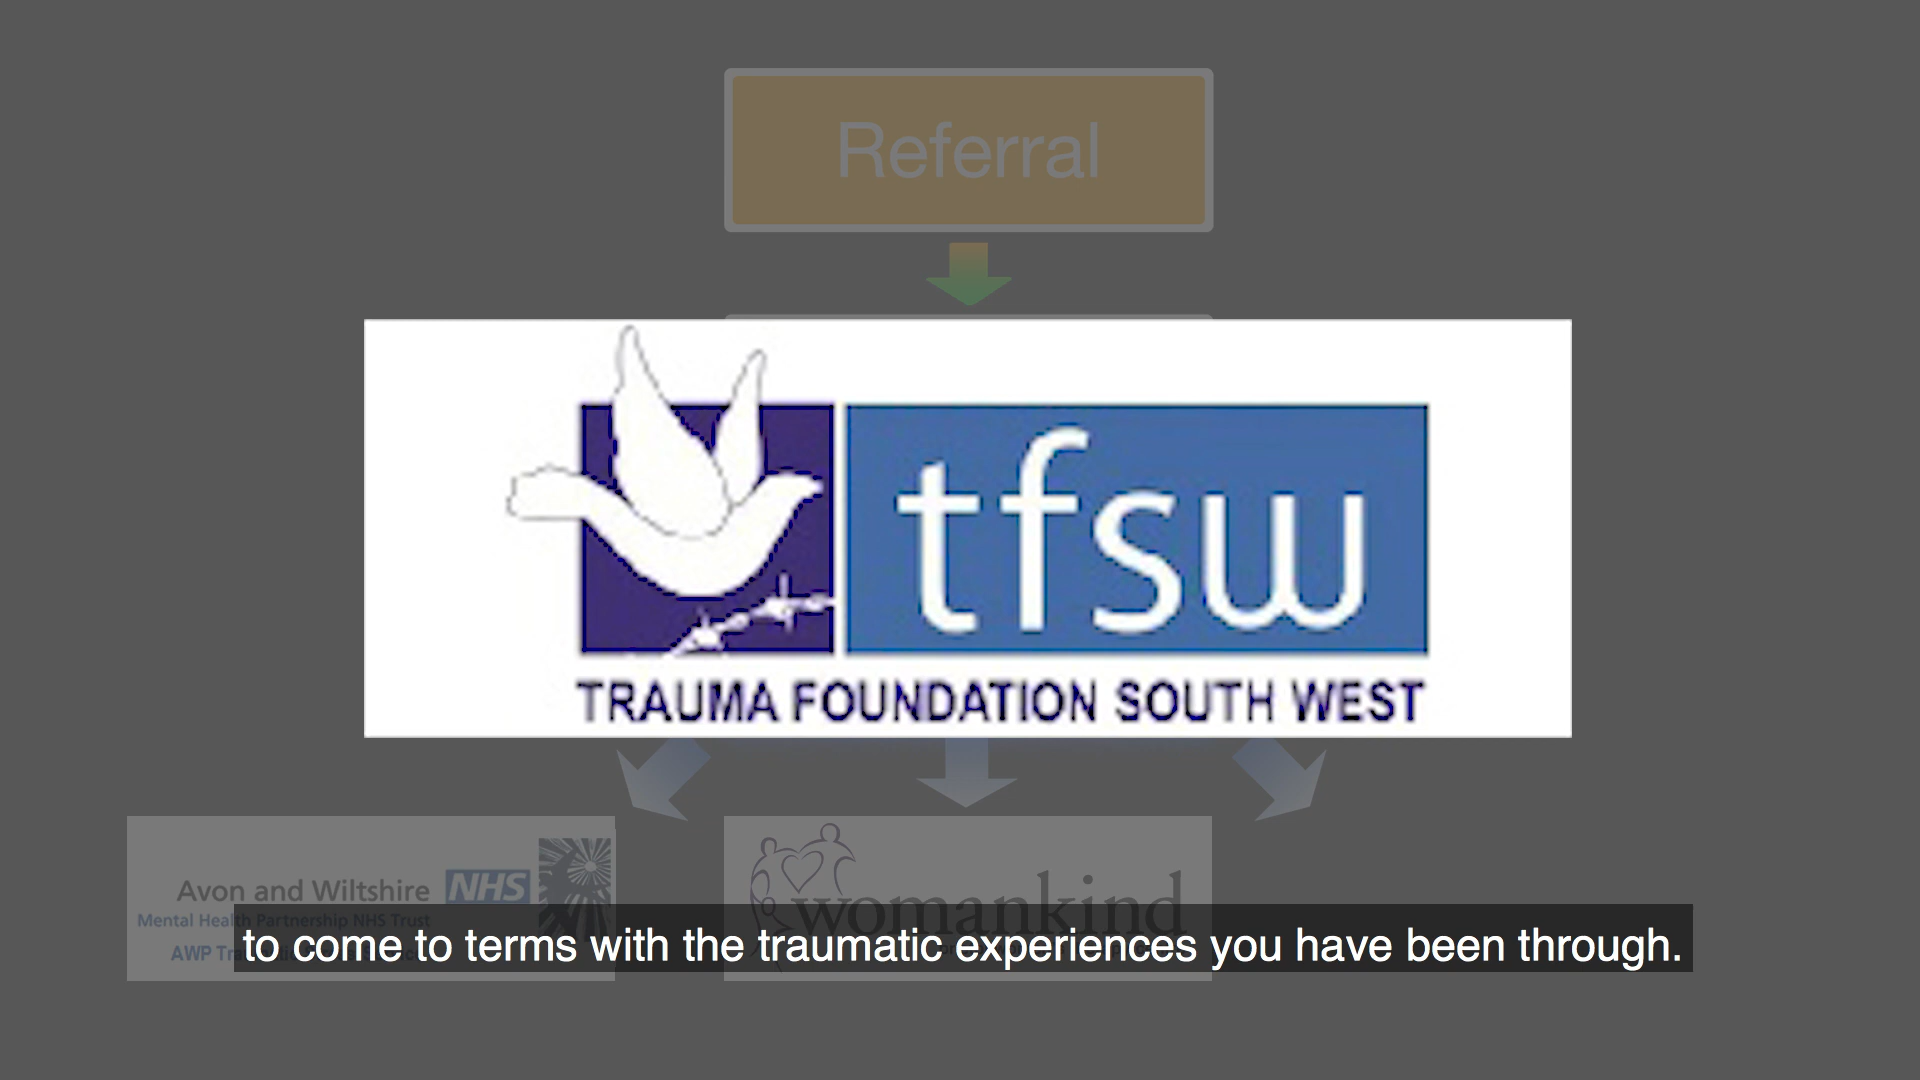 Referral
tfsw
TRAUMA FOUNDATION SOUTH WEST
Avon and Wiltshire NHS
Mental Health Partnership NHS Trust
AWP
womankind
to come to terms with the traumatic experiences you have been through.